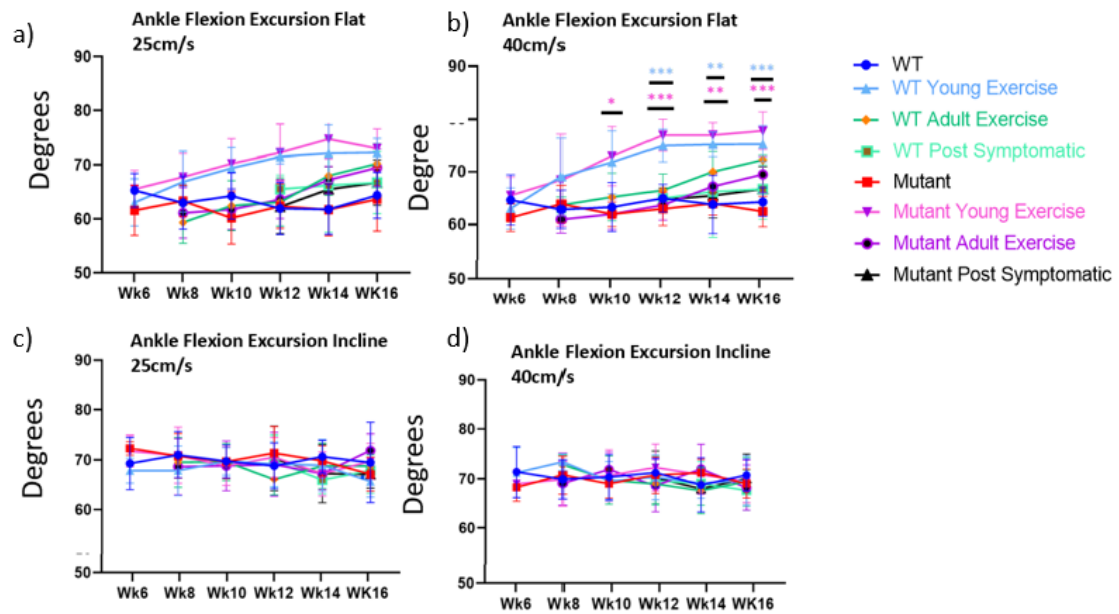 a)
Ankle Flexion Excursion Flat
25cm/s
Degrees
90
80
70
60
50
Wk6 Wk8 Wk10 Wk12 Wk14 WK16
b)
Ankle Flexion Excursion Flat
40cm/s
Degree
90
70
60
50
*** ** ***
* *** ** ***
Wk6 Wk8 Wk10 Wk12 Wk14 WK16
WT
WT Young Exercise
WT Adult Exercise
WT Post Symptomatic
Mutant
Mutant Young Exercise
Mutant Adult Exercise
Mutant Post Symptomatic
c)
Ankle Flexion Excursion Incline
25cm/s
Degrees
90
80
70
60
50
Wk6 Wk8 Wk10 Wk12 Wk14 WK16
d)
Ankle Flexion Excursion Incline
40cm/s
Degrees
90
80
70
60
50
Wk6 Wk8 Wk10 Wk12 Wk14 WK16